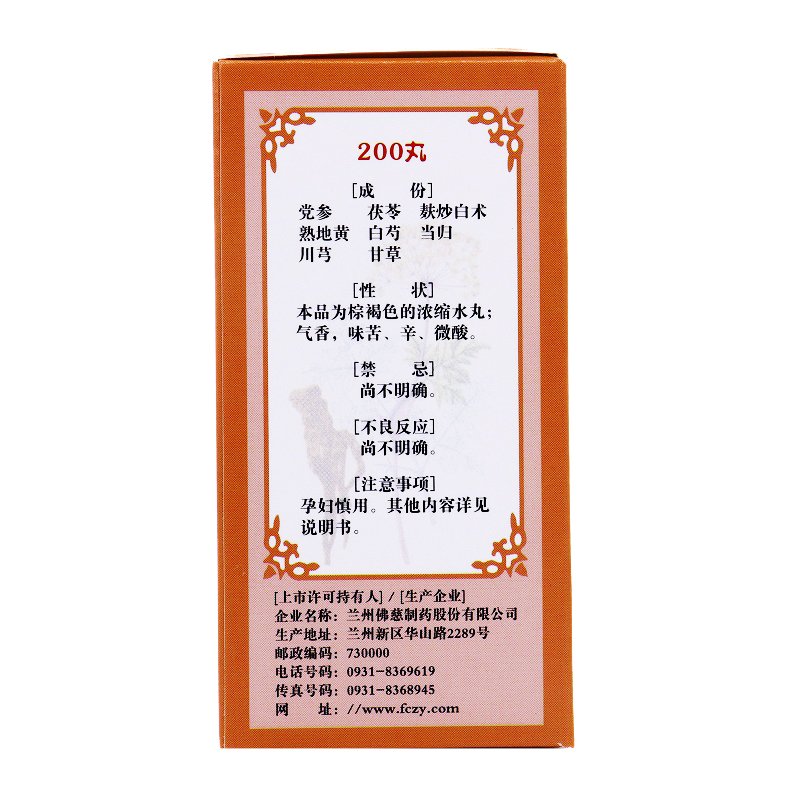 200丸
[成 份]
党参 茯苓 麸炒白术
熟地黄 白芍 当归
川芎 甘草
[性 状]
本品为棕褐色的浓缩水丸；
气香，味苦、辛、微酸。
[禁 忌]
尚不明确。
[不良反应]
尚不明确。
[注意事项]
孕妇慎用。其他内容详见
说明书。
[上市许可持有人] / [生产企业]
企业名称：兰州佛慈制药股份有限公司
生产地址：兰州新区华山路2289号
邮政编码：730000
电话号码：0931-8369619
传真号码：0931-8368945
网 址：//www.fczy.com